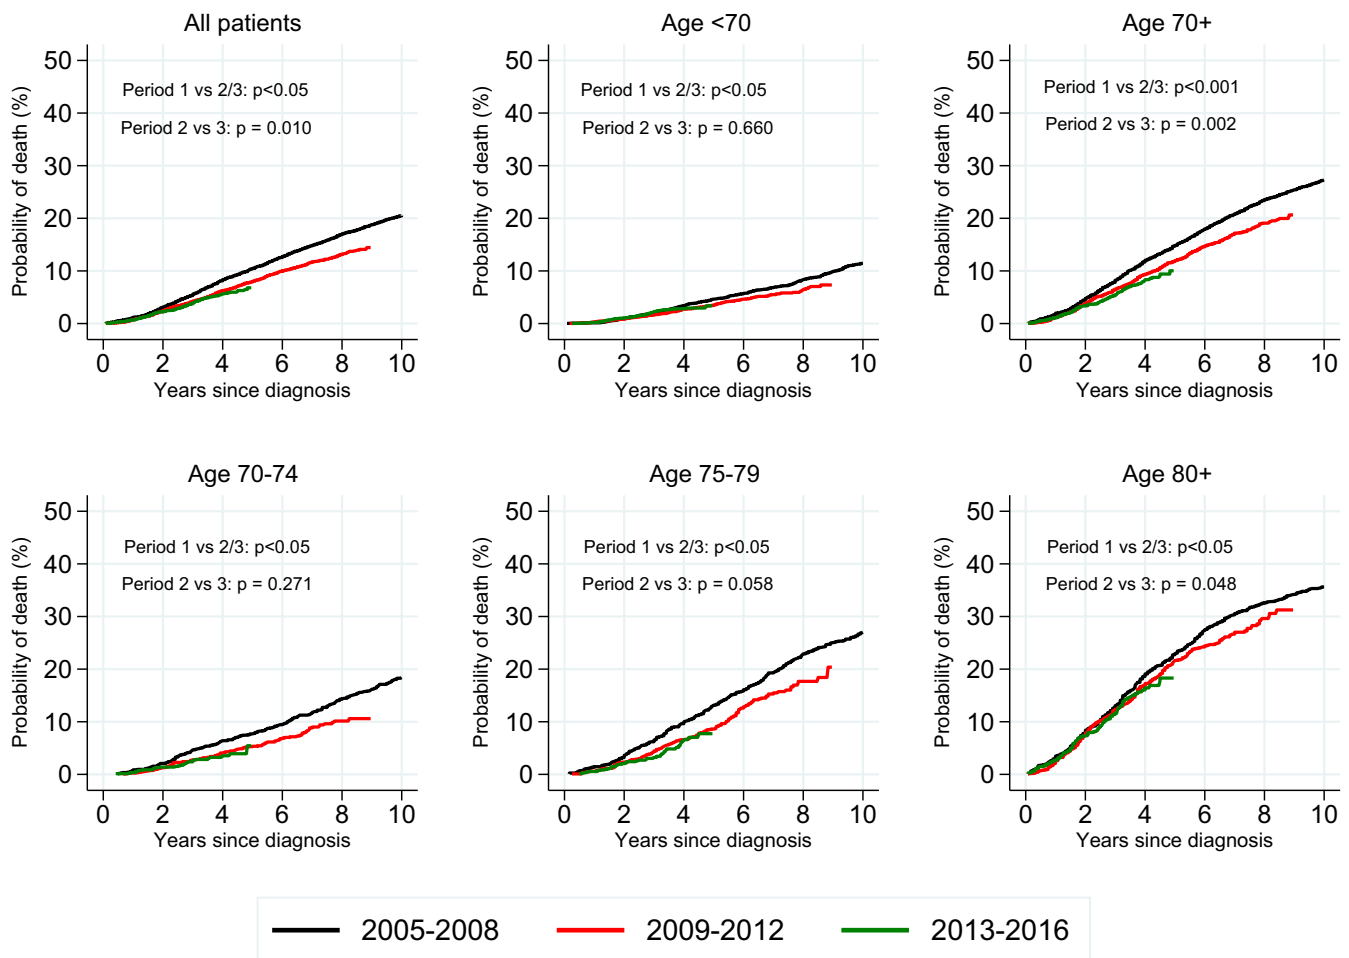 All patients
50
40
30
20
10
0
Probability of death (%)
Period 1 vs 2/3: p<0.05
Period 2 vs 3: p = 0.010
0 2 4 6 8 10
Years since diagnosis
Age <70
50
40
30
20
10
0
Probability of death (%)
Period 1 vs 2/3: p<0.05
Period 2 vs 3: p = 0.660
0 2 4 6 8 10
Years since diagnosis
Age 70+
50
40
30
20
10
0
Probability of death (%)
Period 1 vs 2/3: p<0.001
Period 2 vs 3: p = 0.002
0 2 4 6 8 10
Years since diagnosis
Age 70-74
50
40
30
20
10
0
Probability of death (%)
Period 1 vs 2/3: p<0.05
Period 2 vs 3: p = 0.271
0 2 4 6 8 10
Years since diagnosis
Age 75-79
50
40
30
20
10
0
Probability of death (%)
Period 1 vs 2/3: p<0.05
Period 2 vs 3: p = 0.058
0 2 4 6 8 10
Years since diagnosis
Age 80+
50
40
30
20
10
0
Probability of death (%)
Period 1 vs 2/3: p<0.05
Period 2 vs 3: p = 0.048
0 2 4 6 8 10
Years since diagnosis
2005-2008 2009-2012 2013-2016